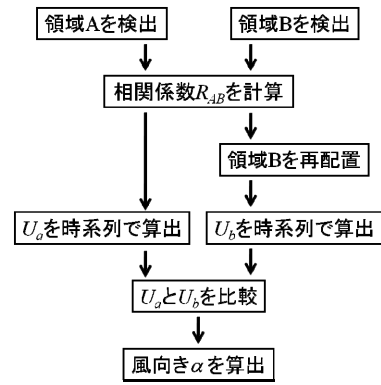 領域Aを検出
領域Bを検出
相関係数R_{AB}を計算
領域Bを再配置
U_aを時系列で算出
U_bを時系列で算出
U_aとU_bを比較
風向きαを算出